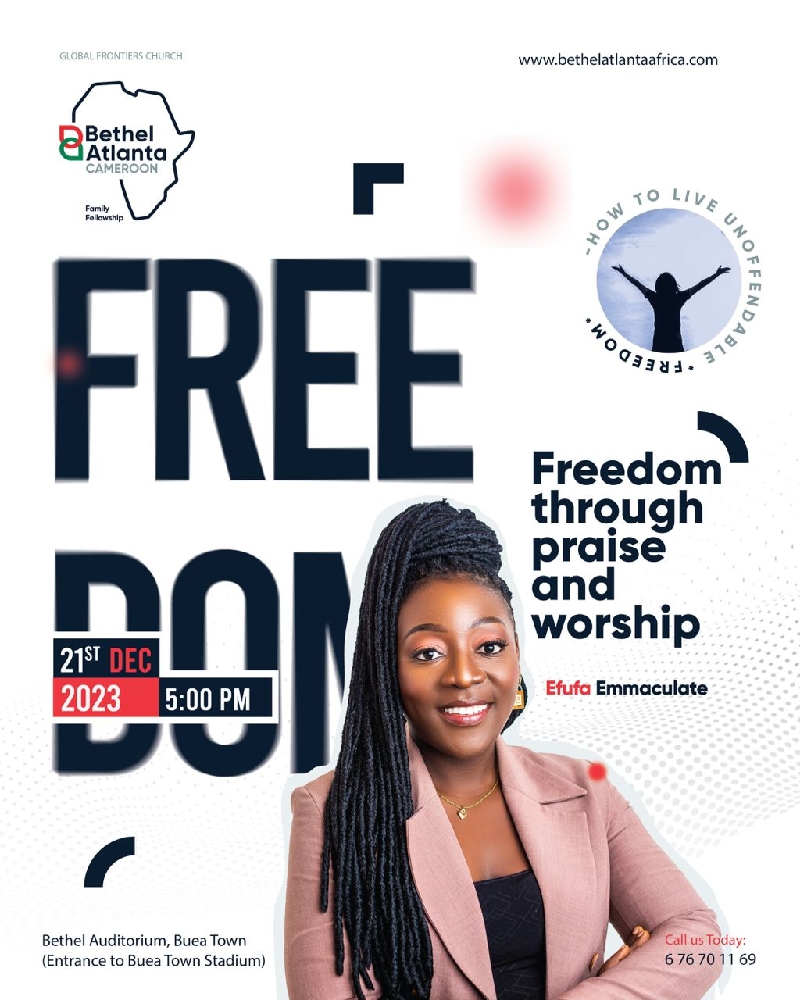 GLOBAL FRONTIERS CHURCH
www.bethelatlantaafrica.com
Bethel
Atlanta
CAMEROON
Family
Fellowship
-HOW TO LIVE UNOFFENDABLE
*FREEDOM*
FREE
DOM
Freedom
through
praise
and
worship
Efufa Emmaculate
21ST DEC
2023
5:00 PM
Bethel Auditorium, Buea Town
(Entrance to Buea Town Stadium)
Call us Today:
6 76 70 11 69